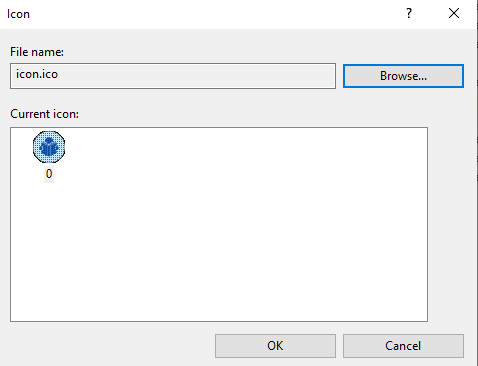 Icon
?
File name:
icon.ico
Browse...
Current icon:
0
OK
Cancel